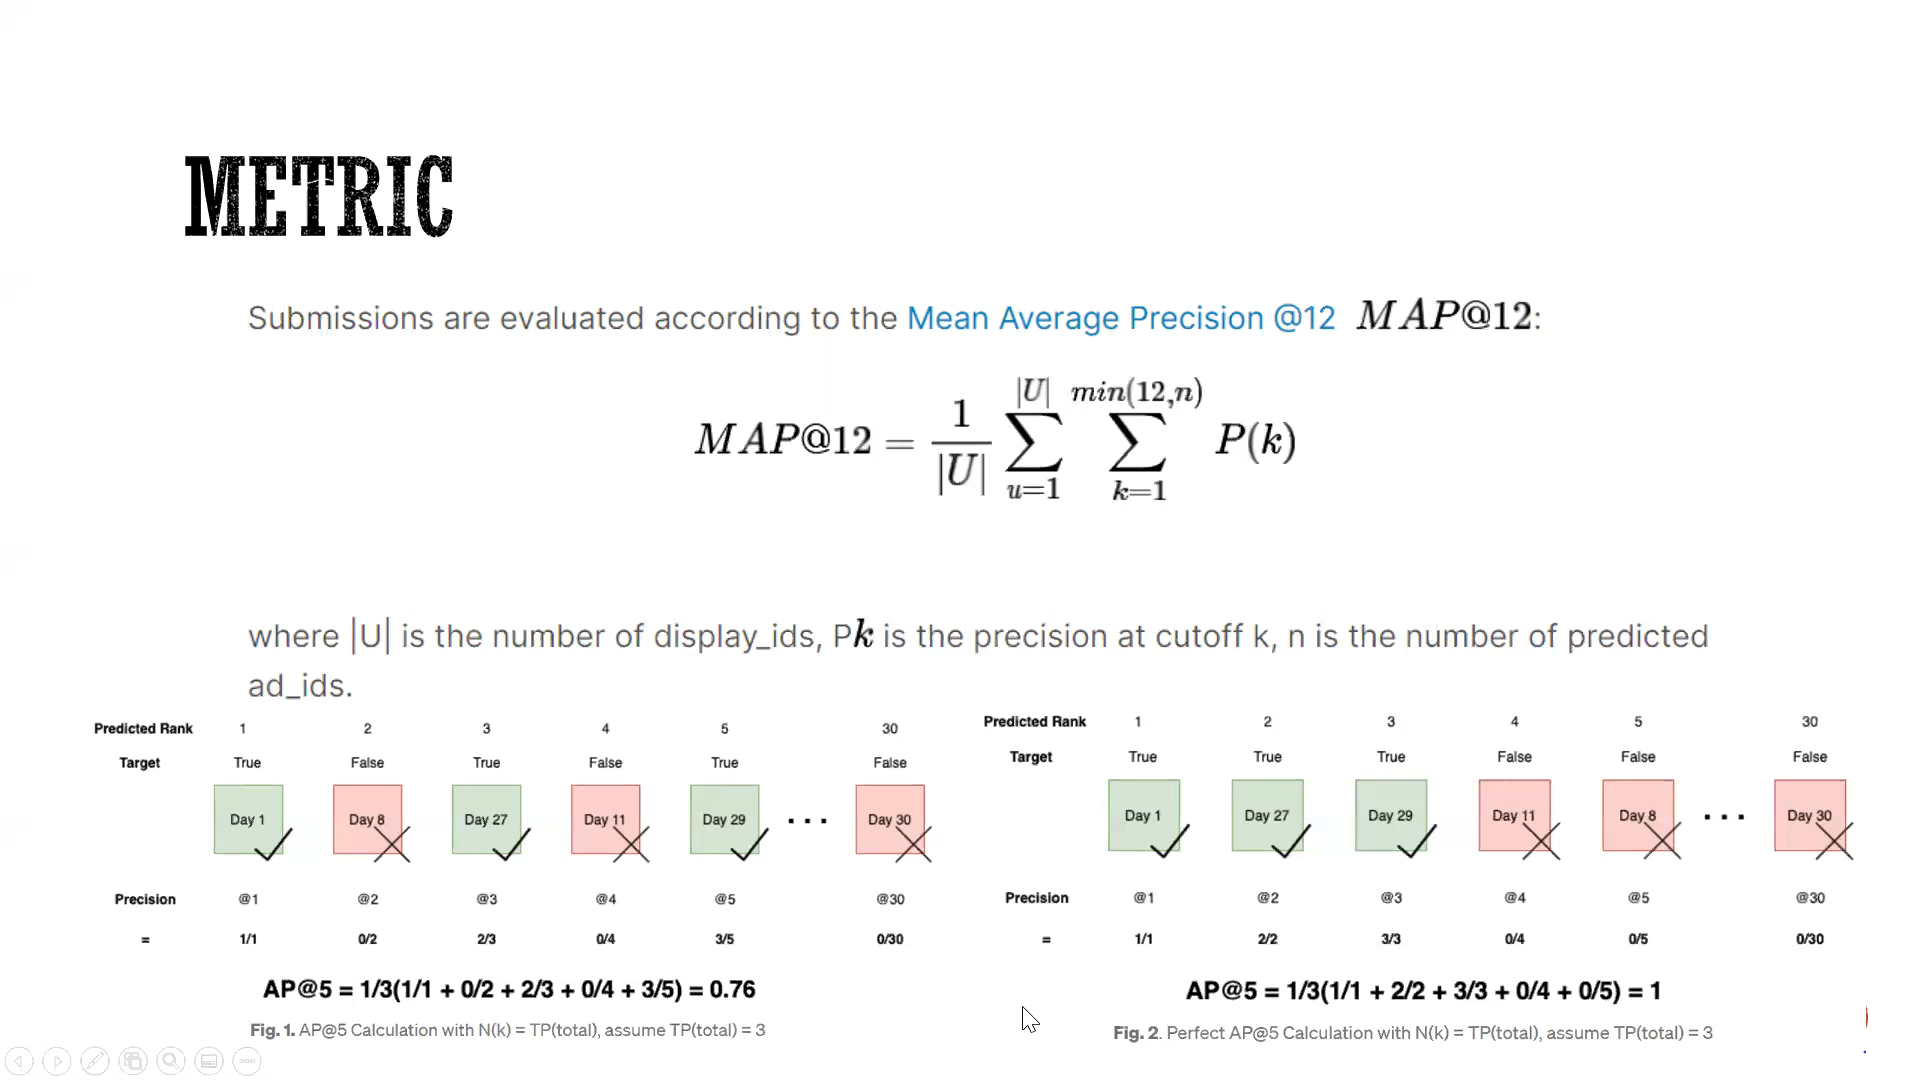 METRIC
Submissions are evaluated according to the Mean Average Precision @12 MAP@12:
MAP@12 = 1/|U| ∑_{u=1}^{|U|} ∑_{k=1}^{min(12,n)} P(k)
where |U| is the number of display_ids, Pk is the precision at cutoff k, n is the number of predicted
ad_ids.
Predicted Rank 1 2 3 4 5 30
Target True False True False True False
Day 1 Day 8 Day 27 Day 11 Day 29 ... Day 30
Precision @1 @2 @3 @4 @5 @30
= 1/1 0/2 2/3 0/4 3/5 0/30
AP@5 = 1/3(1/1 + 0/2 + 2/3 + 0/4 + 3/5) = 0.76
Fig. 1. AP@5 Calculation with N(k) = TP(total), assume TP(total) = 3
Predicted Rank 1 2 3 4 5 30
Target True True True False False False
Day 1 Day 27 Day 29 Day 11 Day 8 ... Day 30
Precision @1 @2 @3 @4 @5 @30
= 1/1 2/2 3/3 0/4 0/5 0/30
AP@5 = 1/3(1/1 + 2/2 + 3/3 + 0/4 + 0/5) = 1
Fig. 2. Perfect AP@5 Calculation with N(k) = TP(total), assume TP(total) = 3